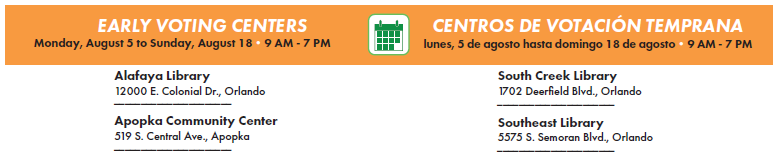 EARLY VOTING CENTERS
Monday, August 5 to Sunday, August 18 • 9 AM - 7 PM
CENTROS DE VOTACIÓN TEMPRANA
lunes, 5 de agosto hasta domingo 18 de agosto • 9 AM - 7 PM
Alafaya Library
12000 E. Colonial Dr., Orlando
Apopka Community Center
519 S. Central Ave., Apopka
South Creek Library
1702 Deerfield Blvd., Orlando
Southeast Library
5575 S. Semoran Blvd., Orlando